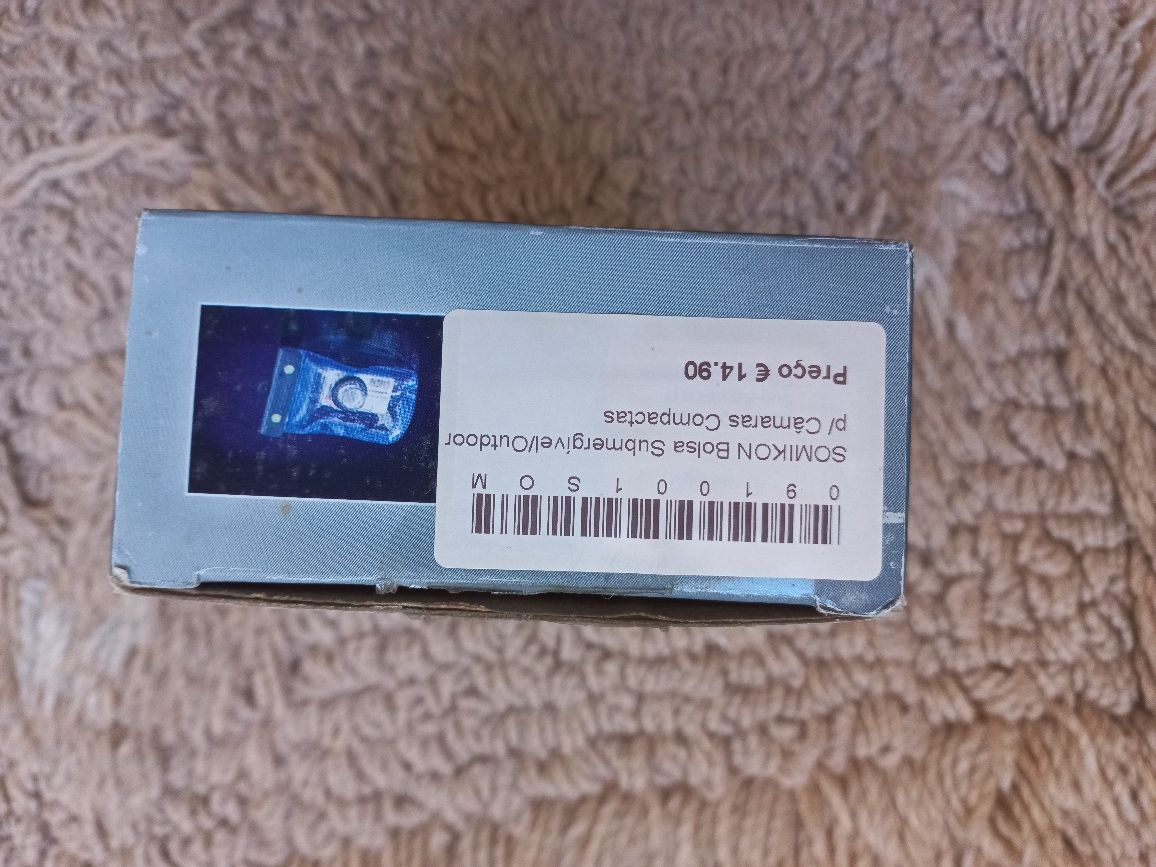 0 9 1 0 0 1 S O M
SOMIKON Bolsa Submergível/Outdoor
p/ Câmaras Compactas
Preço € 14.90